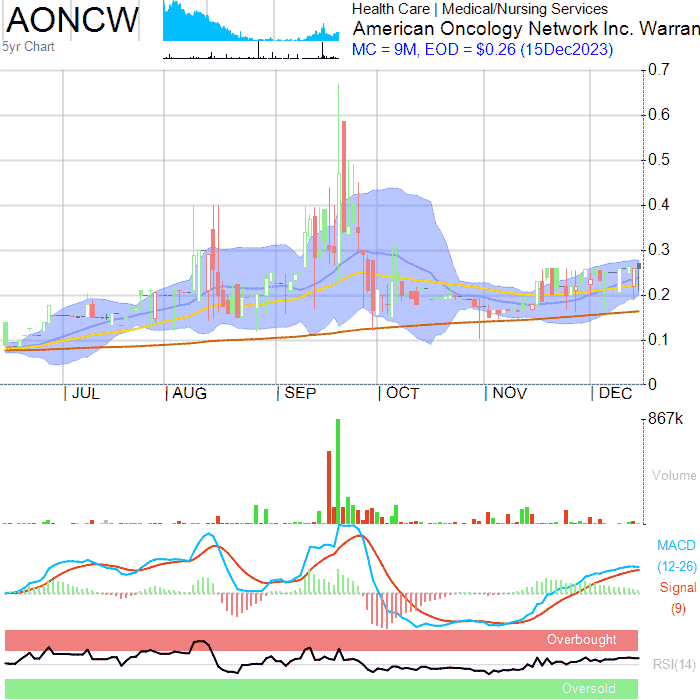 AONCW
5yr Chart
Health Care | Medical/Nursing Services
American Oncology Network Inc. Warran
MC = 9M, EOD = $0.26 (15Dec2023)
0.7
0.6
0.5
0.4
0.3
0.2
0.1
0
JUL AUG SEP OCT NOV DEC
867k
Volume
MACD
(12-26)
Signal
(9)
Overbought
RSI(14)
Oversold